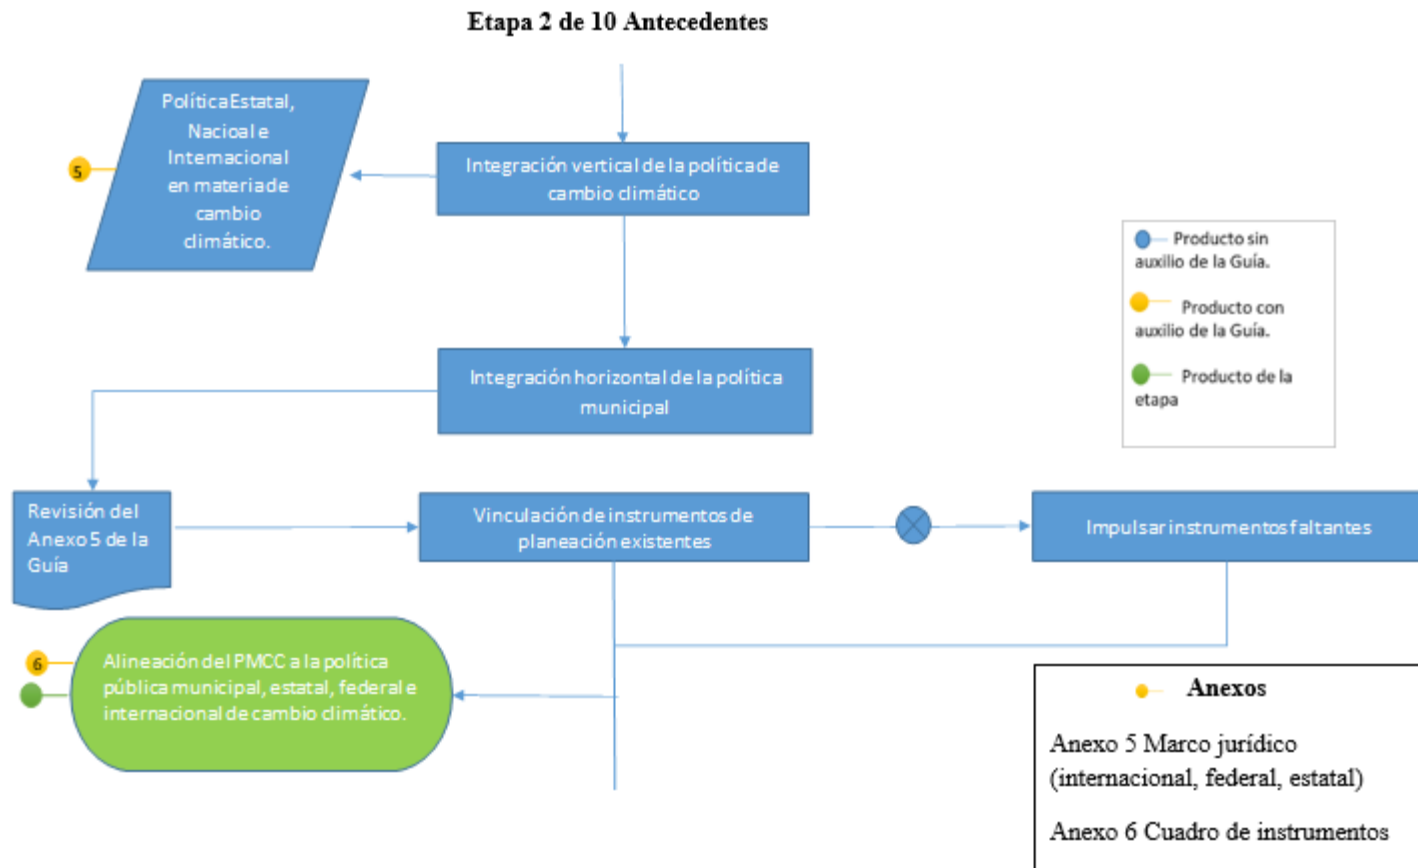 Etapa 2 de 10 Antecedentes
Política Estatal,
Nacioal e
Internacional
en materia de
cambio
climático.
5
Integración vertical de la política de
cambio climático
Producto sin
auxilio de la Guía.
Producto con
auxilio de la Guía.
Producto de la
etapa
Integración horizontal de la política
municipal
Revisión del
Anexo 5 de la
Guía
Vinculación de instrumentos de
planeación existentes
Impulsar instrumentos faltantes
6
Alineación del PMCC a la política
pública municipal, estatal, federal e
internacional de cambio climático.
Anexos
Anexo 5 Marco jurídico
(internacional, federal, estatal)
Anexo 6 Cuadro de instrumentos